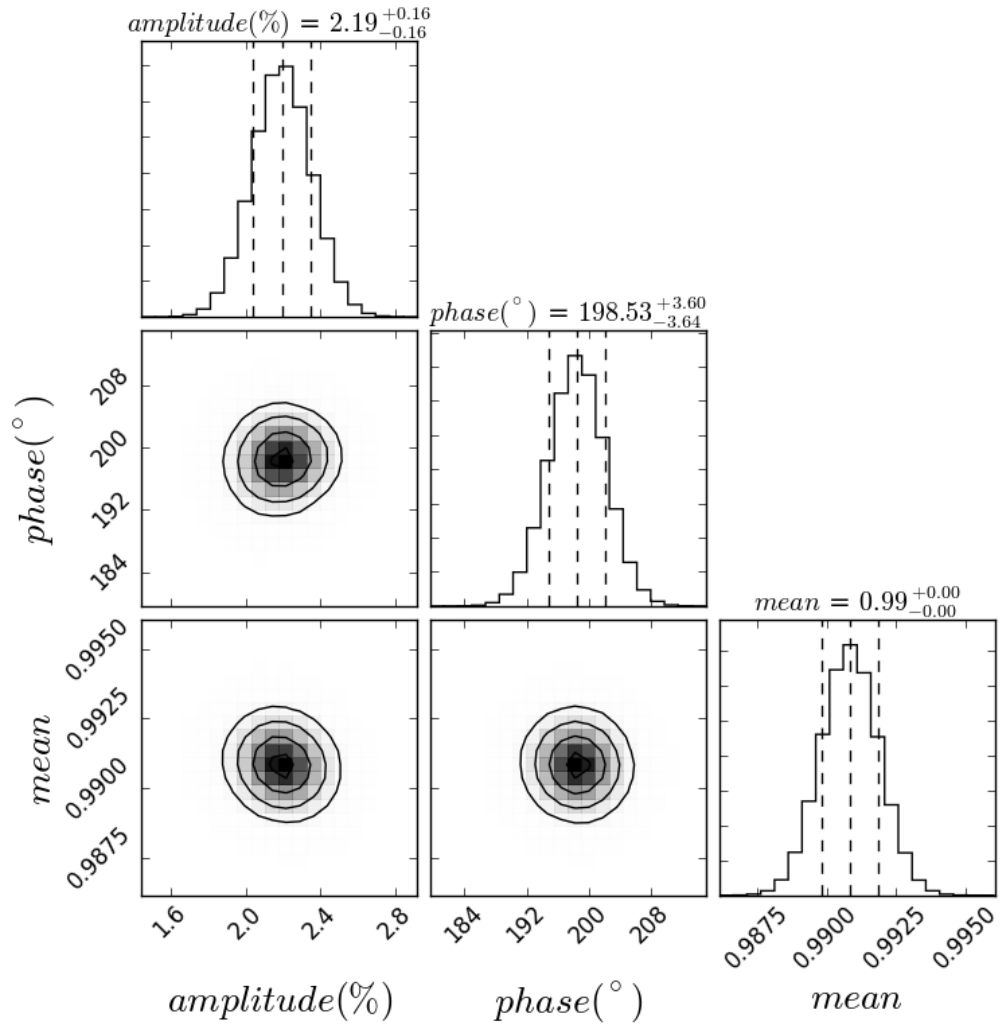 amplitude(%) = 2.19 +0.16 −0.16
phase(°) = 198.53 +3.60 −3.64
208
200
192
184
phase(°)
mean = 0.99 +0.00 −0.00
0.9950
0.9925
0.9900
0.9875
mean
1.6 2.0 2.4 2.8
184 192 200 208
0.9875 0.9900 0.9925 0.9950
amplitude(%) phase(°) mean